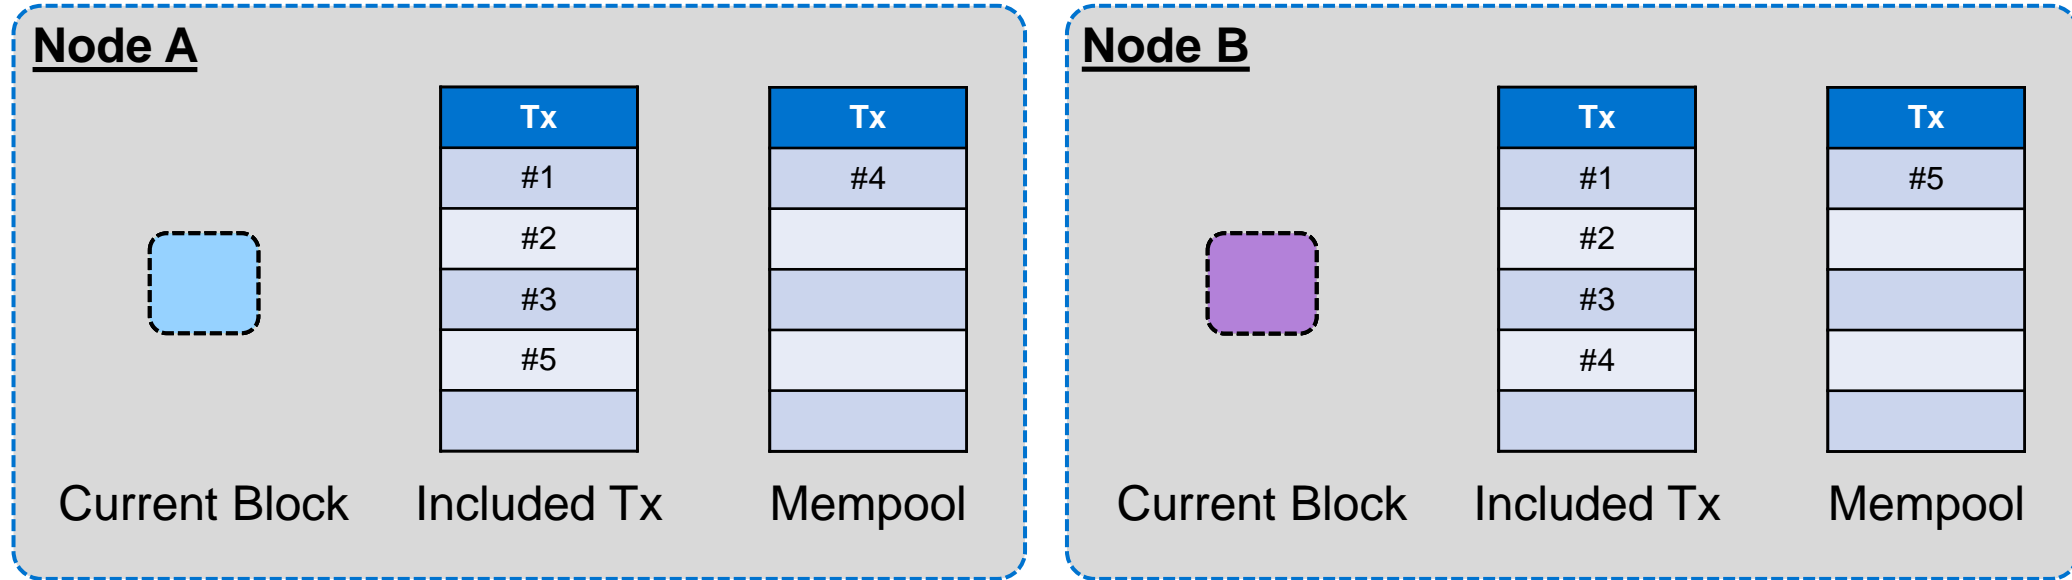 Node A
Tx
#1
#2
#3
#5
Tx
#4
Current Block
Included Tx
Mempool
Node B
Tx
#1
#2
#3
#4
Tx
#5
Current Block
Included Tx
Mempool